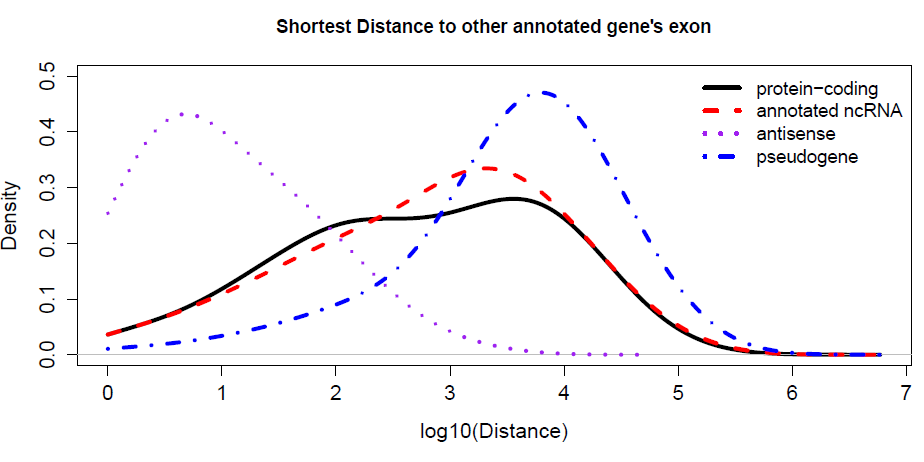 Shortest Distance to other annotated gene's exon
protein−coding
annotated ncRNA
antisense
pseudogene
Density
0.5
0.4
0.3
0.2
0.1
0.0
0 1 2 3 4 5 6 7
log10(Distance)